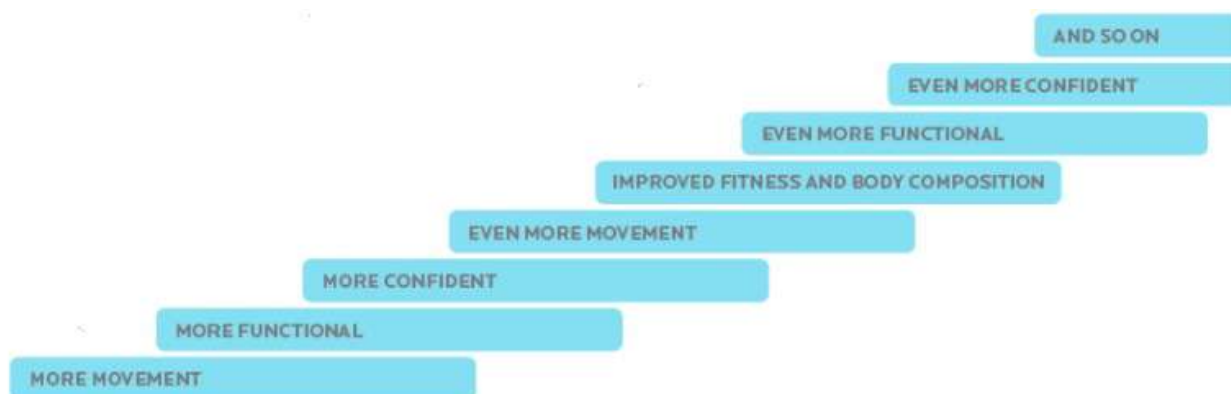 AND SO ON
EVEN MORE CONFIDENT
EVEN MORE FUNCTIONAL
IMPROVED FITNESS AND BODY COMPOSITION
EVEN MORE MOVEMENT
MORE CONFIDENT
MORE FUNCTIONAL
MORE MOVEMENT